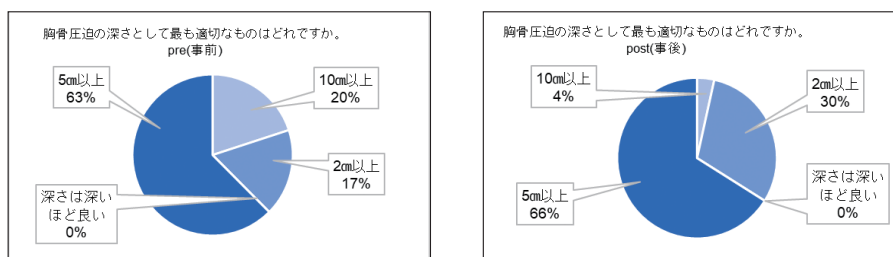 胸骨圧迫の深さとして最も適切なものはどれですか。
pre(事前)
5㎝以上
63%
10㎝以上
20%
2㎝以上
17%
深さは深い
ほど良い
0%
胸骨圧迫の深さとして最も適切なものはどれですか。
post(事後)
10㎝以上
4%
2㎝以上
30%
5㎝以上
66%
深さは深い
ほど良い
0%